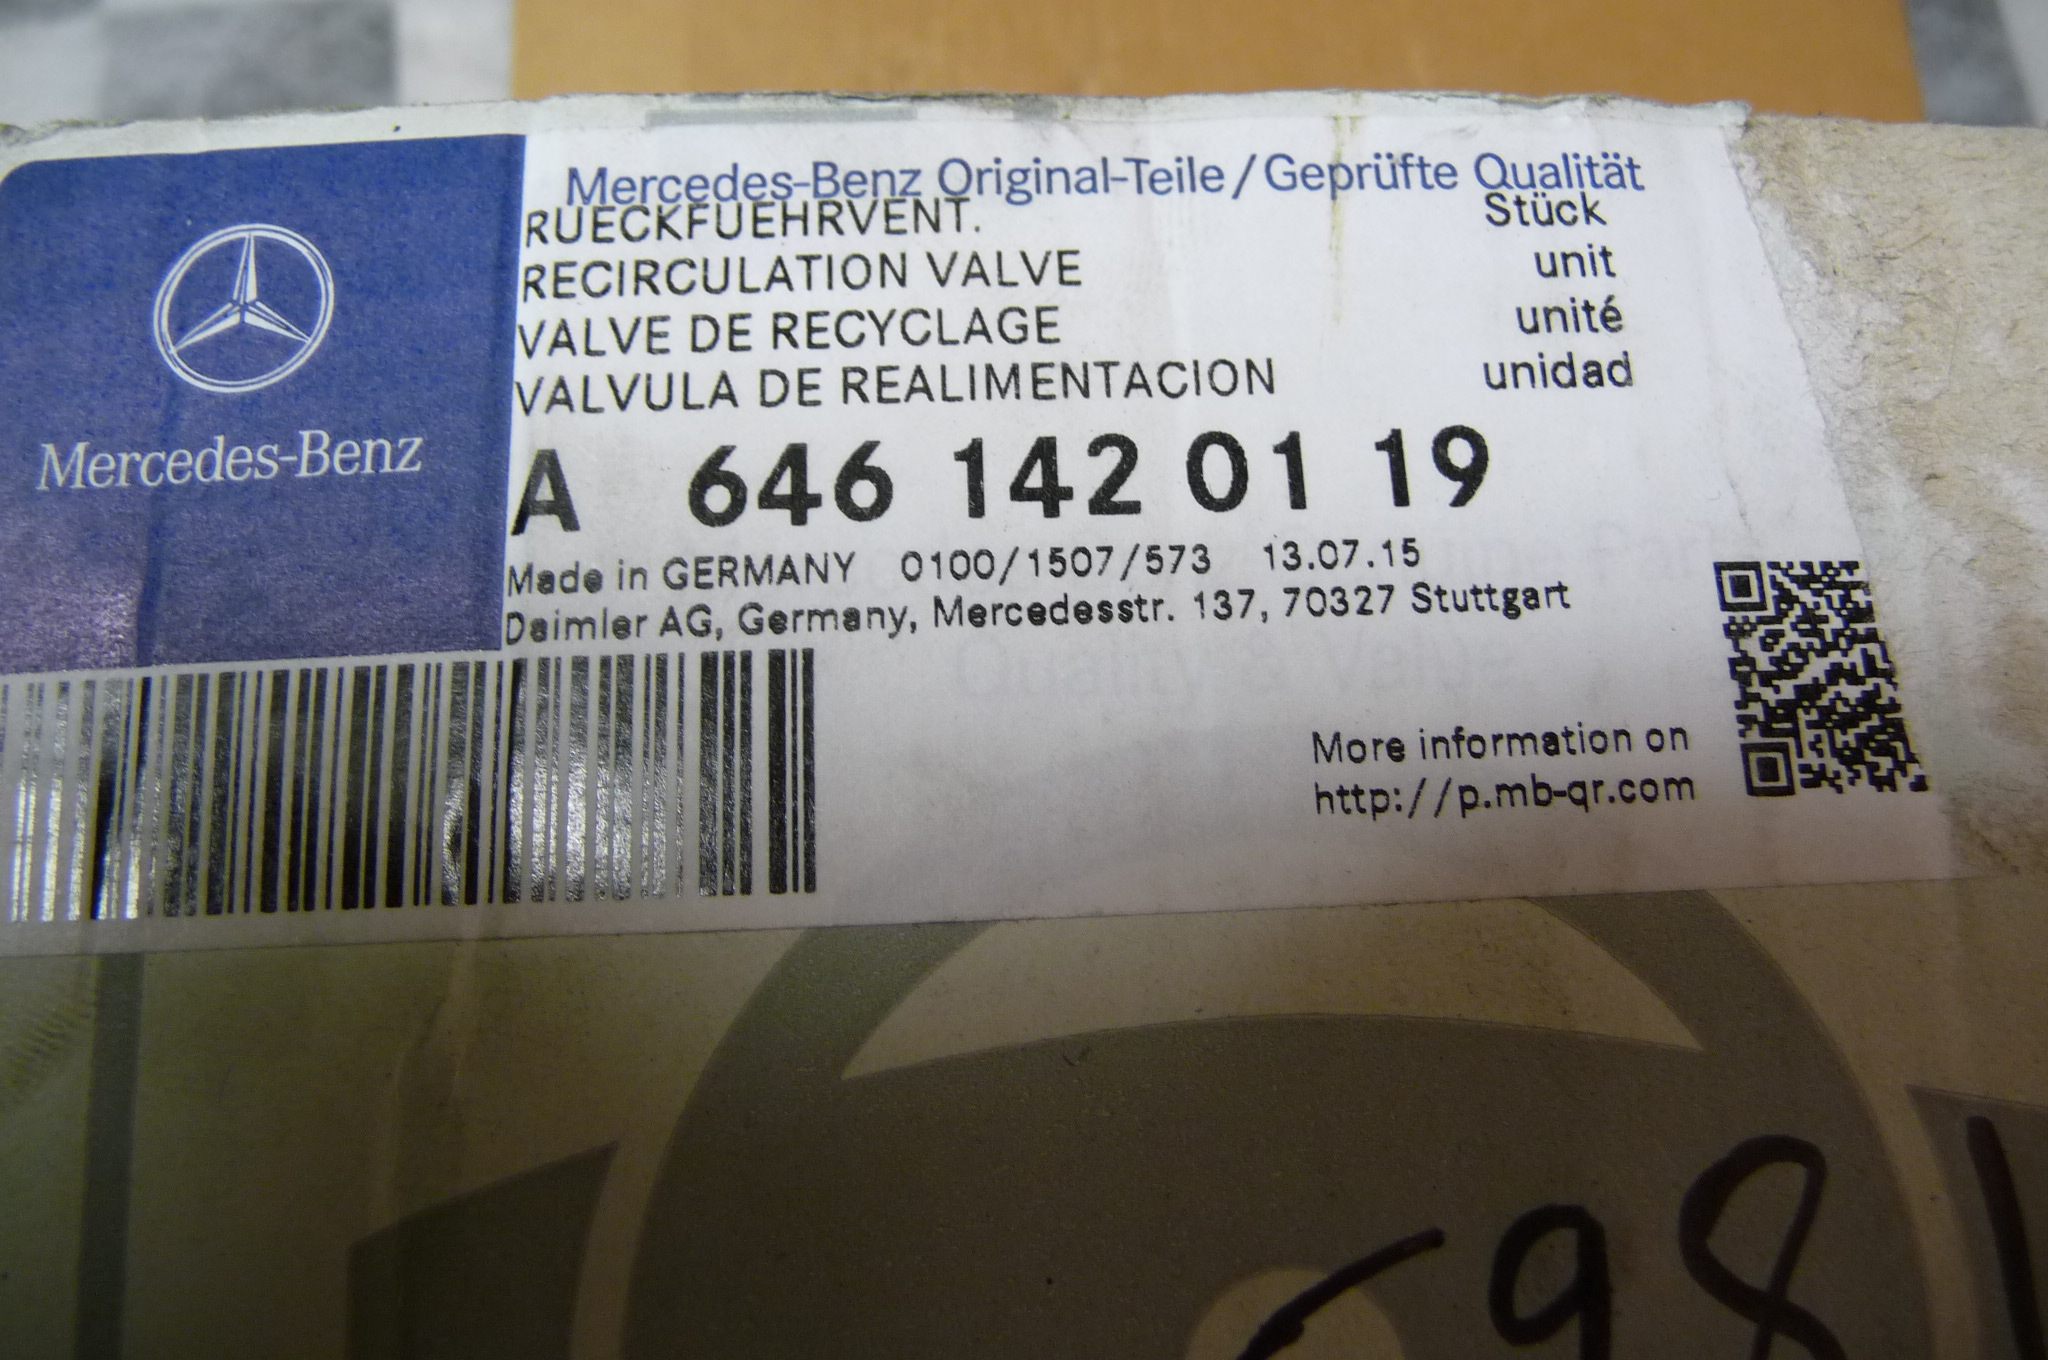 Mercedes-Benz
Mercedes-Benz Original-Teile / Geprüfte Qualität
RUECKFUEHRVENT. Stück
RECIRCULATION VALVE unit
VALVE DE RECYCLAGE unité
VALVULA DE REALIMENTACION unidad
A 646 142 01 19
Made in GERMANY 0100/1507/573 13.07.15
Daimler AG, Germany, Mercedesstr. 137, 70327 Stuttgart
More information on
http://p.mb-qr.com
98